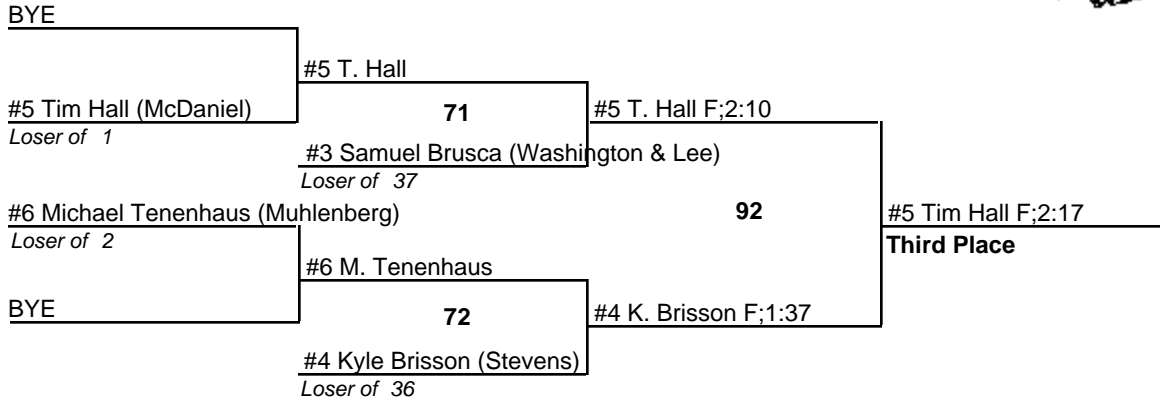 BYE
#5 T. Hall
#5 Tim Hall (McDaniel)
Loser of 1
71
#5 T. Hall F;2:10
#3 Samuel Brusca (Washington & Lee)
Loser of 37
#6 Michael Tenenhaus (Muhlenberg)
Loser of 2
92
#5 Tim Hall F;2:17
Third Place
#6 M. Tenenhaus
BYE
72
#4 K. Brisson F;1:37
#4 Kyle Brisson (Stevens)
Loser of 36